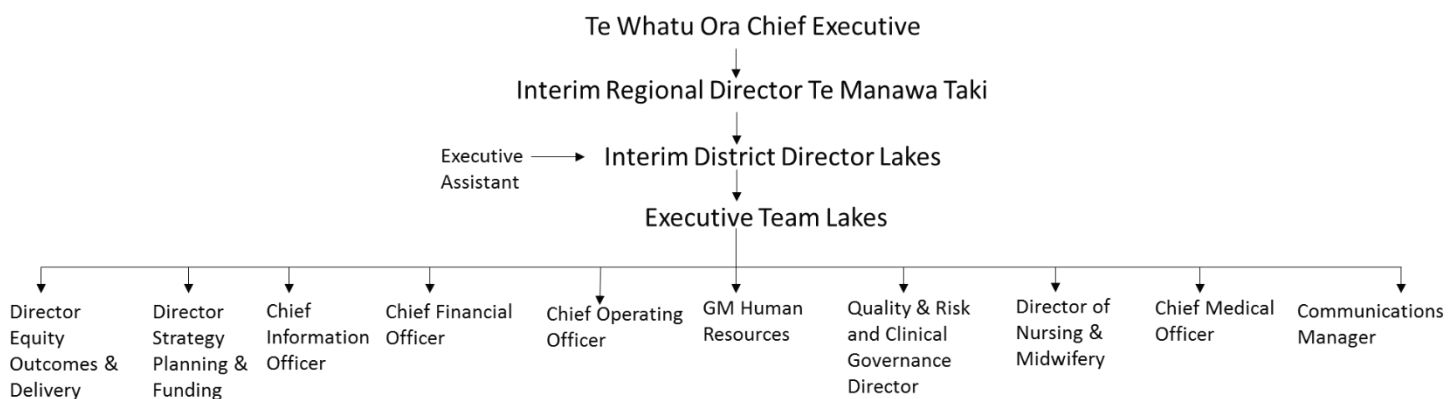 Te Whatu Ora Chief Executive
Interim Regional Director Te Manawa Taki
Executive
Assistant
Interim District Director Lakes
Executive Team Lakes
Director
Equity
Outcomes &
Delivery
Director
Strategy
Planning &
Funding
Chief
Information
Officer
Chief Financial
Officer
Chief Operating
Officer
GM Human
Resources
Quality & Risk
and Clinical
Governance
Director
Director of
Nursing &
Midwifery
Chief Medical
Officer
Communications
Manager